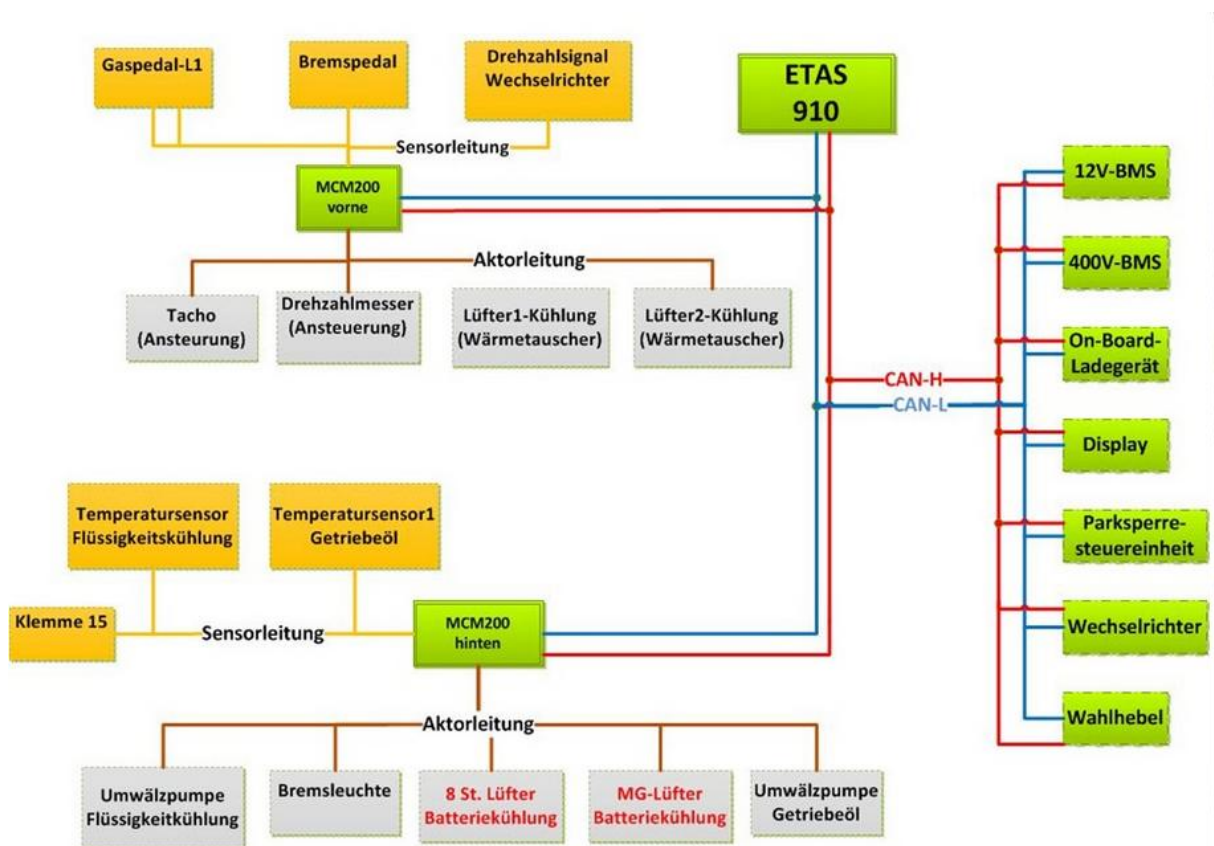 Gaspedal-L1
Bremspedal
Drehzahlsignal
Wechselrichter
ETAS
910
Sensorleitung
MCM200
vorne
12V-BMS
400V-BMS
Aktorleitung
Tacho
(Ansteurung)
Drehzahlmesser
(Ansteuerung)
Lüfter1-Kühlung
(Wärmetauscher)
Lüfter2-Kühlung
(Wärmetauscher)
On-Board-
Ladegerät
CAN-H
CAN-L
Display
Temperatursensor
Flüssigkeitskühlung
Temperatursensor1
Getriebeöl
Parksperre-
steuereinheit
Klemme 15
Sensorleitung
MCM200
hinten
Wechselrichter
Wahlhebel
Aktorleitung
Umwälzpumpe
Flüssigkeitkühlung
Bremsleuchte
8 St. Lüfter
Batteriekühlung
MG-Lüfter
Batteriekühlung
Umwälzpumpe
Getriebeöl